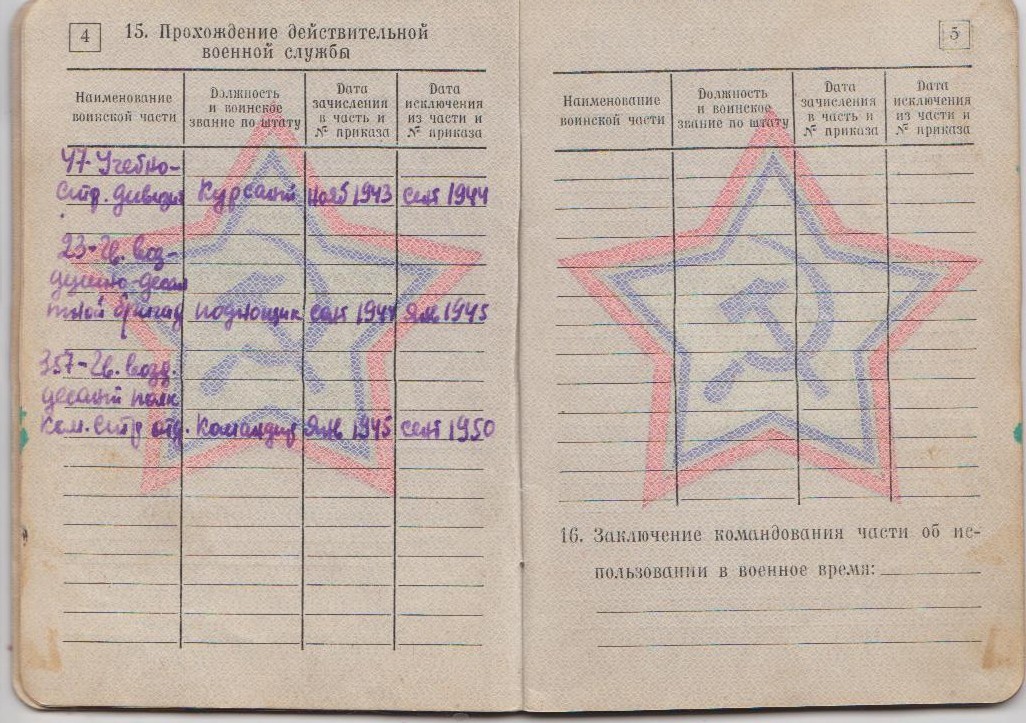 4
15. Прохождение действительной
военной службы
Наименование
воинской части
Должность
и воинское
звание по штату
Дата
зачисления
в часть и
№ приказа
Дата
исключения
из части и
№ приказа
47-Учебно-
стр. дивизия Курсант нояб 1943 сент 1944
23-Гв. воз-
душно-десан
тной бригад сент 1944 Янв 1945
357-Гв. возд.
десант полк
Ком. стр отд. Командир Янв 1945 сент 1950
5
Наименование
воинской части
Должность
и воинское
звание по штату
Дата
зачисления
в часть и
№ приказа
Дата
исключения
из части и
№ приказа
16. Заключение командования части об ис-
пользовании в военное время: